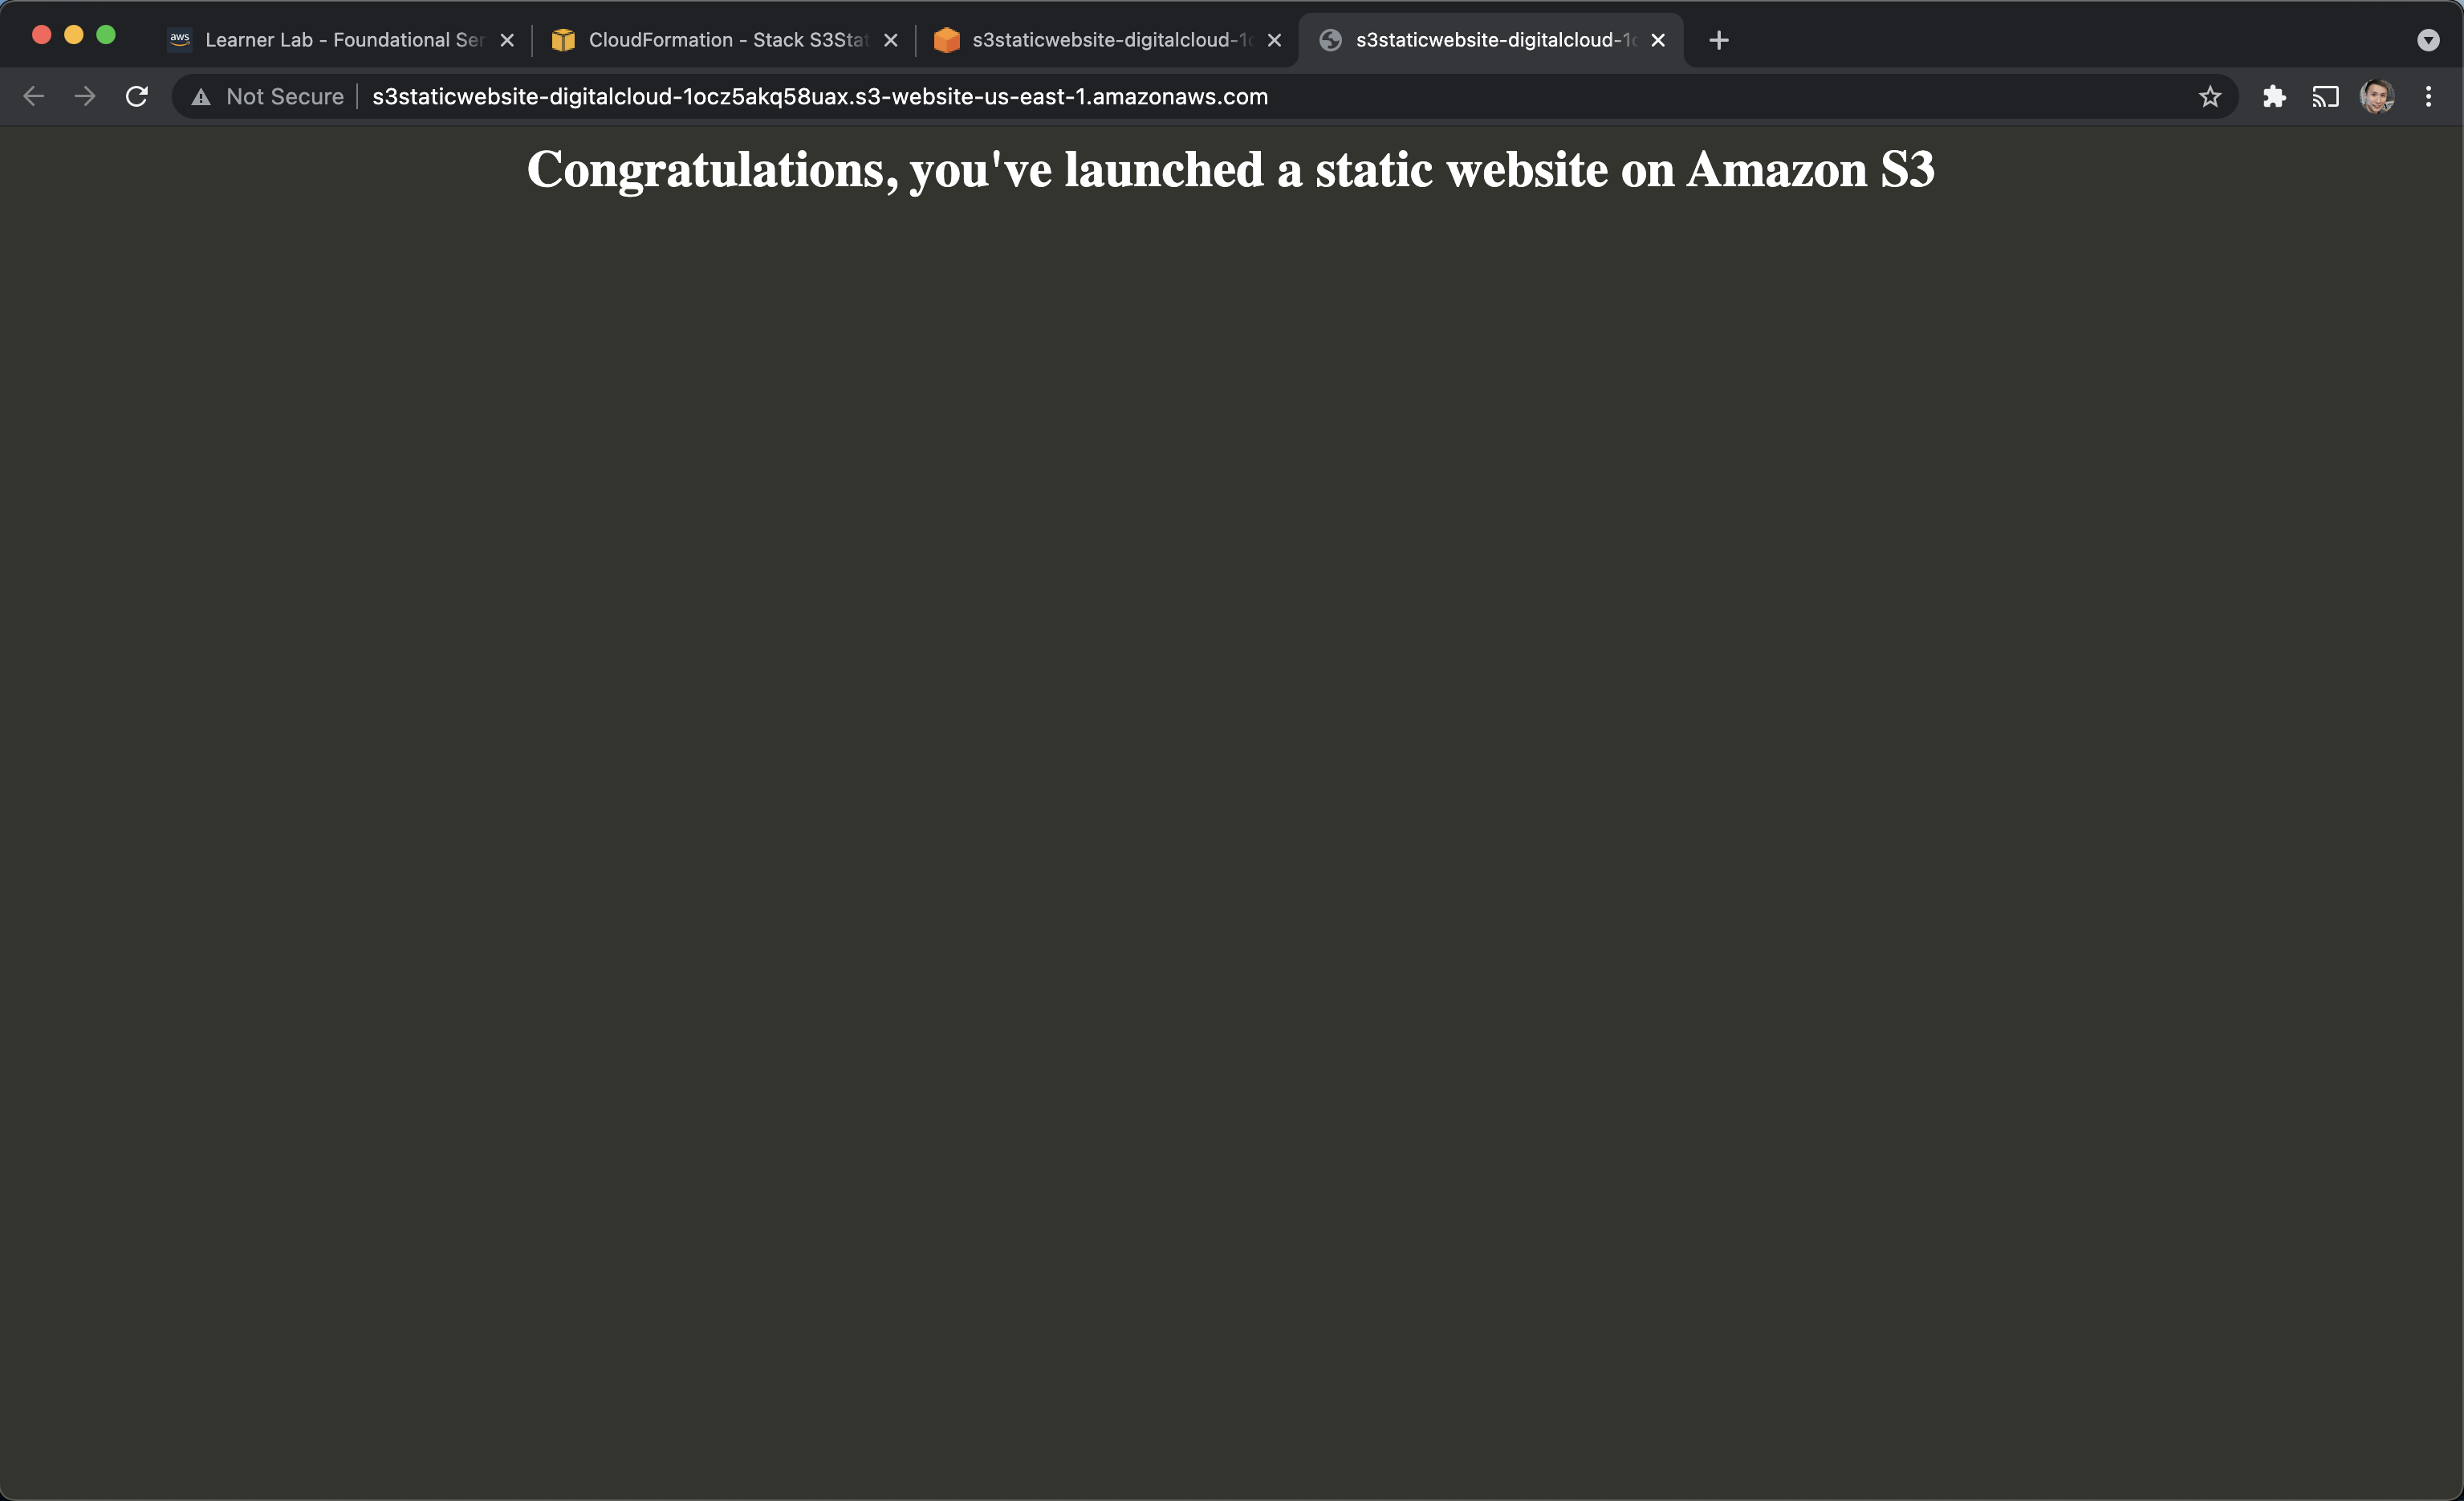 aws Learner Lab - Foundational Ser CloudFormation - Stack S3Stat s3staticwebsite-digitalcloud-1 s3staticwebsite-digitalcloud-1
Not Secure s3staticwebsite-digitalcloud-1ocz5akq58uax.s3-website-us-east-1.amazonaws.com
Congratulations, you've launched a static website on Amazon S3